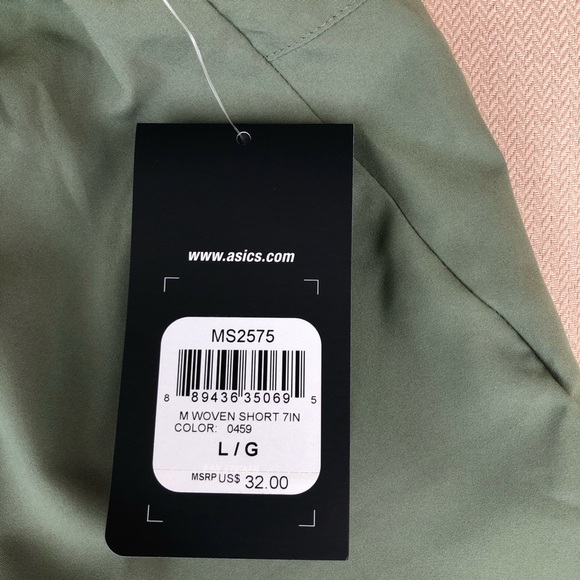 www.asics.com
MS2575
8 89436 35069 5
M WOVEN SHORT 7IN
COLOR: 0459
L / G
MSRP US$ 32.00